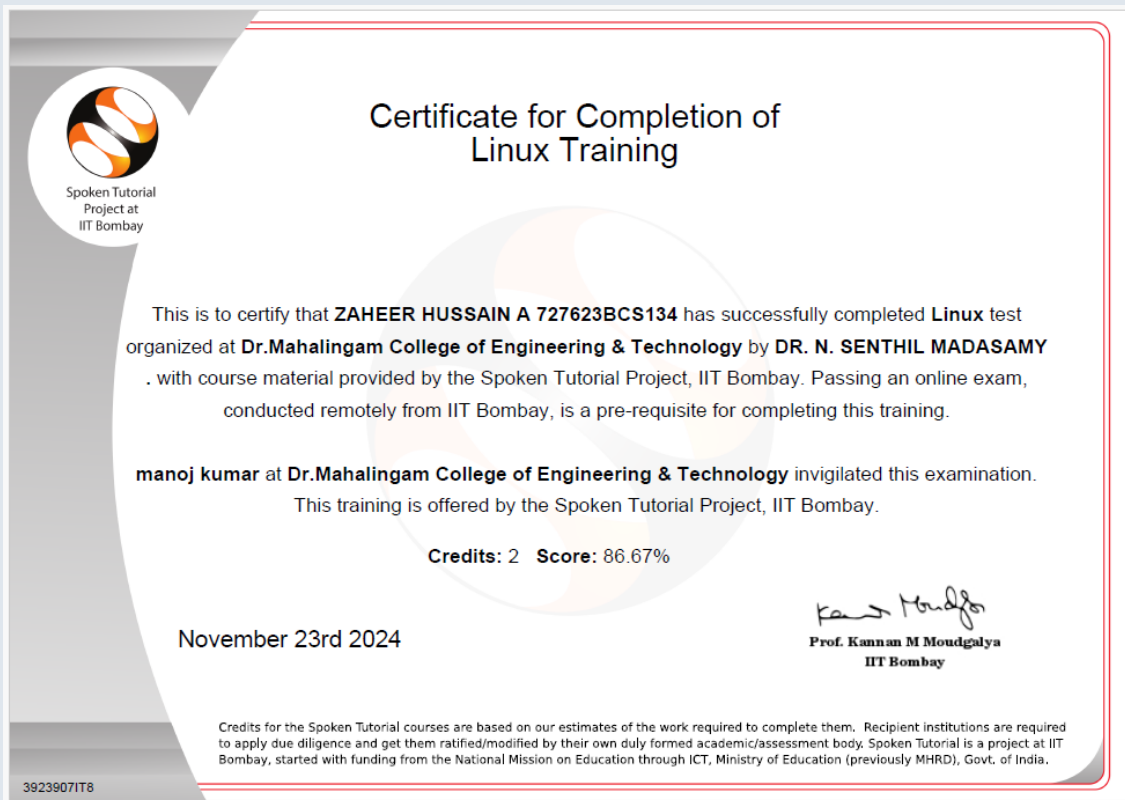 Spoken Tutorial
Project at
IIT Bombay
Certificate for Completion of
Linux Training
This is to certify that ZAHEER HUSSAIN A 727623BCS134 has successfully completed Linux test
organized at Dr.Mahalingam College of Engineering & Technology by DR. N. SENTHIL MADASAMY
. with course material provided by the Spoken Tutorial Project, IIT Bombay. Passing an online exam,
conducted remotely from IIT Bombay, is a pre-requisite for completing this training.
manoj kumar at Dr.Mahalingam College of Engineering & Technology invigilated this examination.
This training is offered by the Spoken Tutorial Project, IIT Bombay.
Credits: 2 Score: 86.67%
November 23rd 2024
Prof. Kannan M Moudgalya
IIT Bombay
Credits for the Spoken Tutorial courses are based on our estimates of the work required to complete them. Recipient institutions are required
to apply due diligence and get them ratified/modified by their own duly formed academic/assessment body. Spoken Tutorial is a project at IIT
Bombay, started with funding from the National Mission on Education through ICT, Ministry of Education (previously MHRD), Govt. of India.
3923907IT8